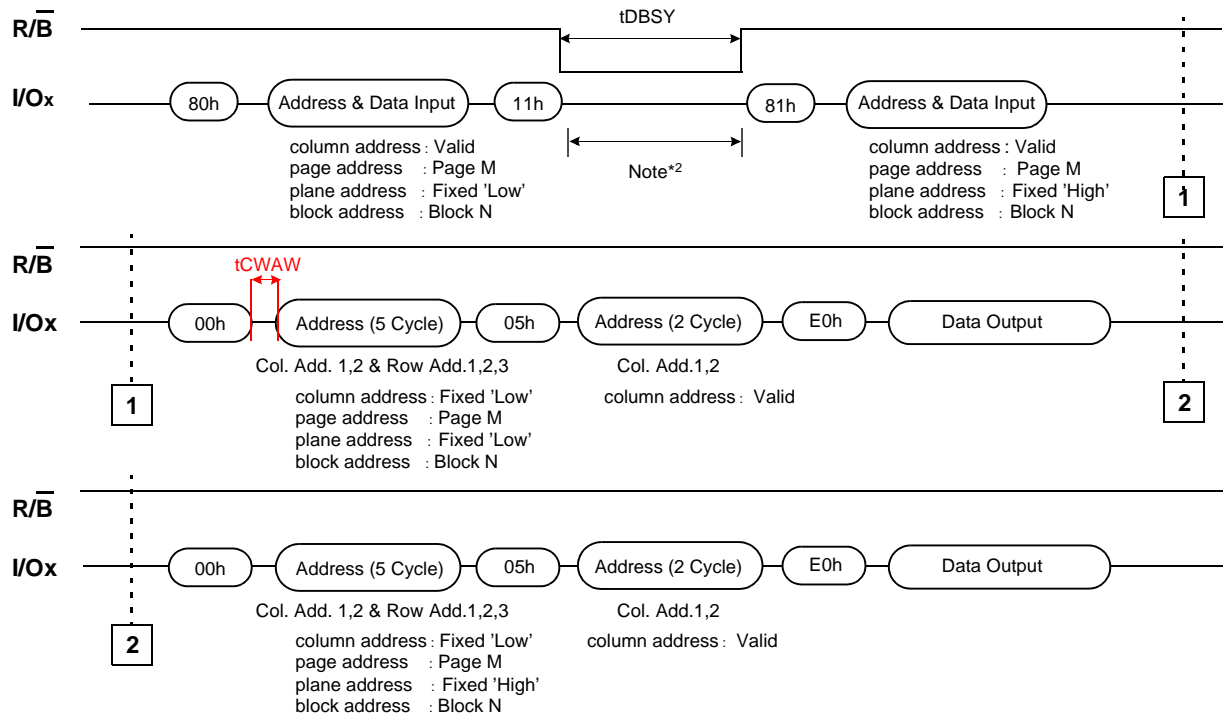 tDBSY
R/B
I/Ox
80h
Address & Data Input
11h
81h
Address & Data Input
column address : Valid
page address : Page M
plane address : Fixed 'Low'
block address : Block N
Note*2
column address : Valid
page address : Page M
plane address : Fixed 'High'
block address : Block N
1
R/B
tCWAW
I/Ox
00h
Address (5 Cycle)
05h
Address (2 Cycle)
E0h
Data Output
Col. Add. 1,2 & Row Add.1,2,3
Col. Add.1,2
column address : Fixed 'Low'
page address : Page M
plane address : Fixed 'Low'
block address : Block N
column address : Valid
1
2
R/B
I/Ox
00h
Address (5 Cycle)
05h
Address (2 Cycle)
E0h
Data Output
Col. Add. 1,2 & Row Add.1,2,3
Col. Add.1,2
column address : Fixed 'Low'
page address : Page M
plane address : Fixed 'High'
block address : Block N
column address : Valid
2